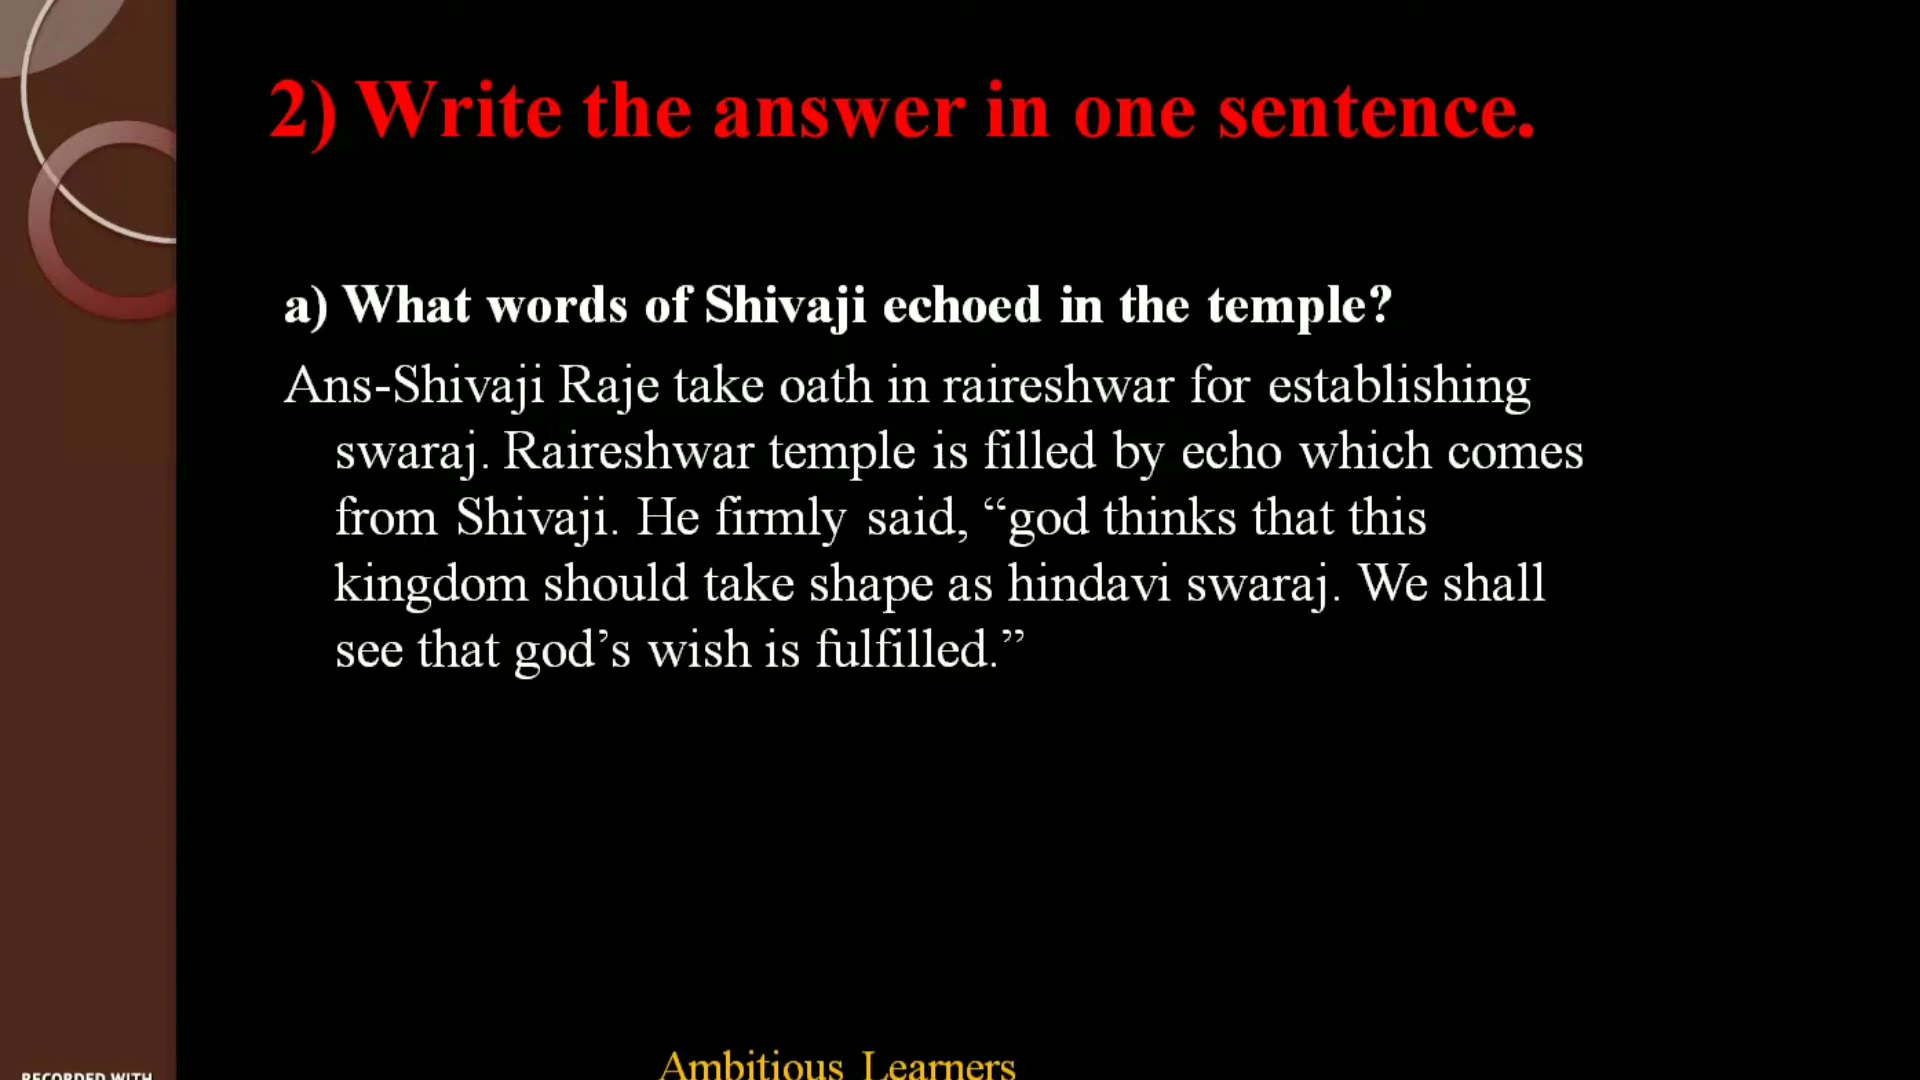 2) Write the answer in one sentence.
a) What words of Shivaji echoed in the temple?
Ans-Shivaji Raje take oath in raireshwar for establishing
swaraj. Raireshwar temple is filled by echo which comes
from Shivaji. He firmly said, “god thinks that this
kingdom should take shape as hindavi swaraj. We shall
see that god’s wish is fulfilled.”
Ambitious Learners
RECORDED WITH